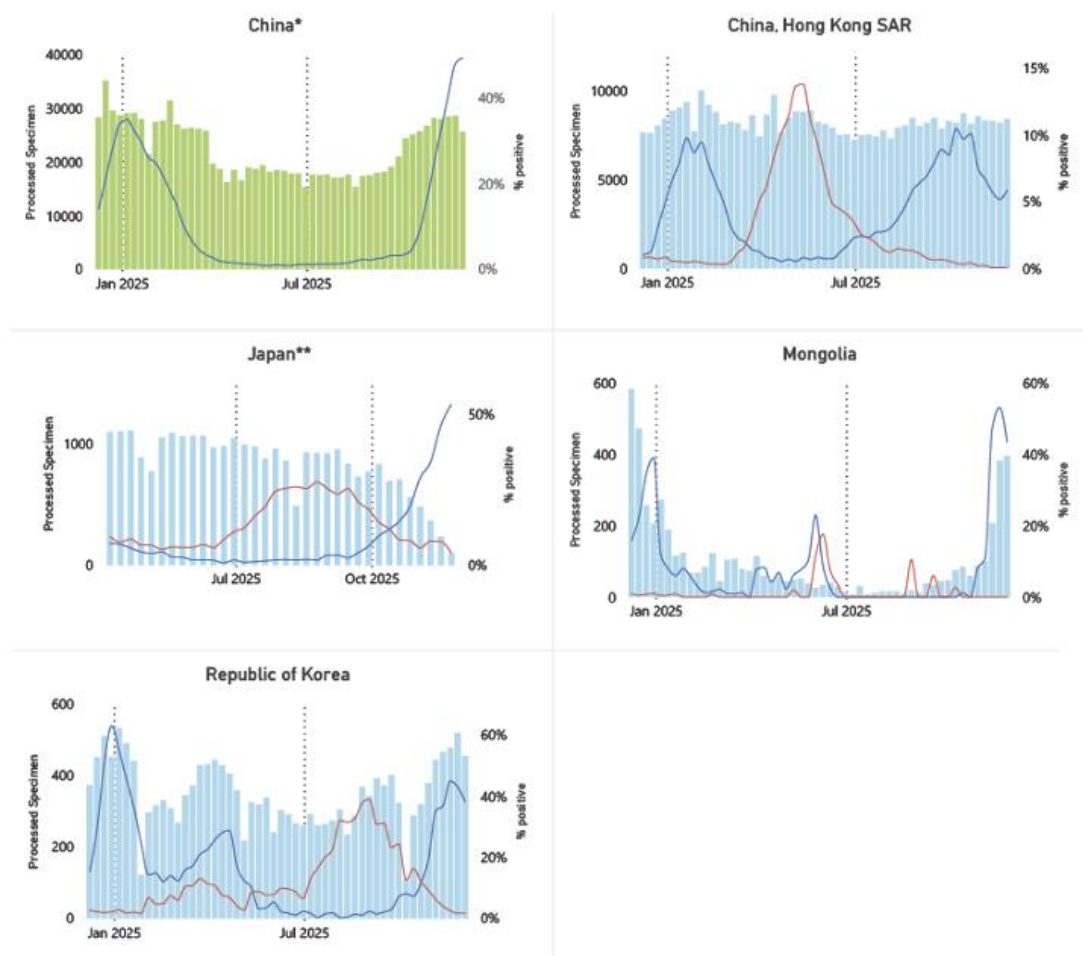 China*
40000
30000
20000
10000
0
Processed Specimen
40%
20%
0%
% positive
Jan 2025
Jul 2025
China, Hong Kong SAR
10000
5000
0
Processed Specimen
15%
10%
5%
0%
% positive
Jan 2025
Jul 2025
Japan**
1000
0
Processed Specimen
50%
0%
% positive
Jul 2025
Oct 2025
Mongolia
600
400
200
0
Processed Specimen
60%
40%
20%
0%
% positive
Jan 2025
Jul 2025
Republic of Korea
600
400
200
0
Processed Specimen
60%
40%
20%
0%
% positive
Jan 2025
Jul 2025